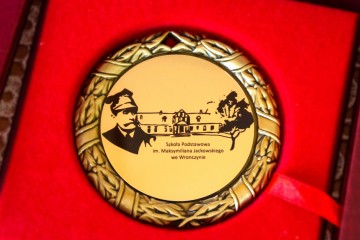 Szkoła Podstawowa
im. Maksymiliana Jackowskiego
we Wronczynie